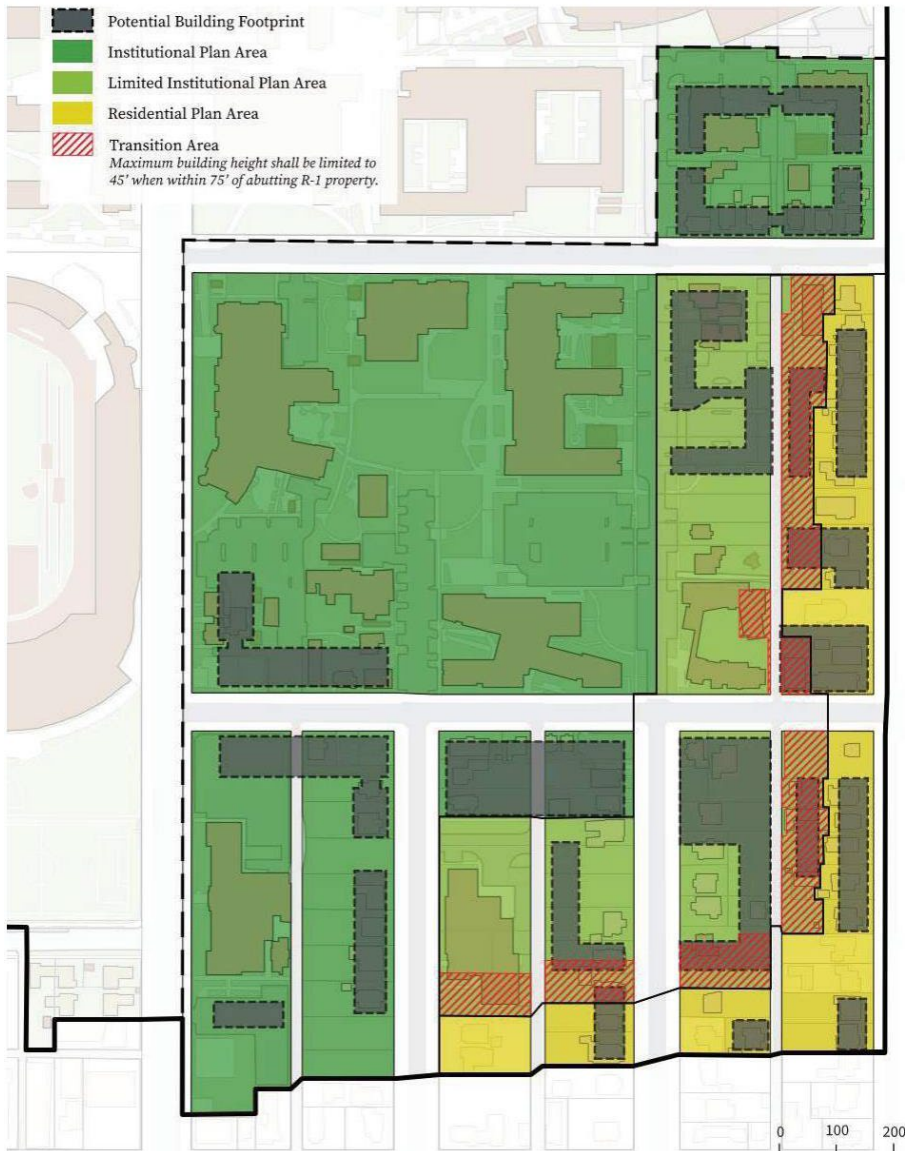 Potential Building Footprint
Institutional Plan Area
Limited Institutional Plan Area
Residential Plan Area
Transition Area
Maximum building height shall be limited to
45’ when within 75’ of abutting R-1 property.
0 100 200